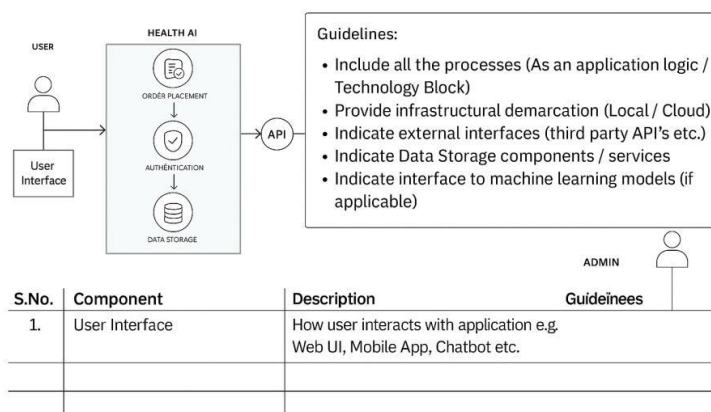 USER
HEALTH AI
ORDER PLACEMENT
AUTHENTICATION
DATA STORAGE
User
Interface
API
Guidelines:
• Include all the processes (As an application logic /
Technology Block)
• Provide infrastructural demarcation (Local / Cloud)
• Indicate external interfaces (third party API's etc.)
• Indicate Data Storage components / services
• Indicate interface to machine learning models (if
applicable)
ADMIN
S.No. Component Description Guídeïnees
1. User Interface How user interacts with application e.g.
Web UI, Mobile App, Chatbot etc.